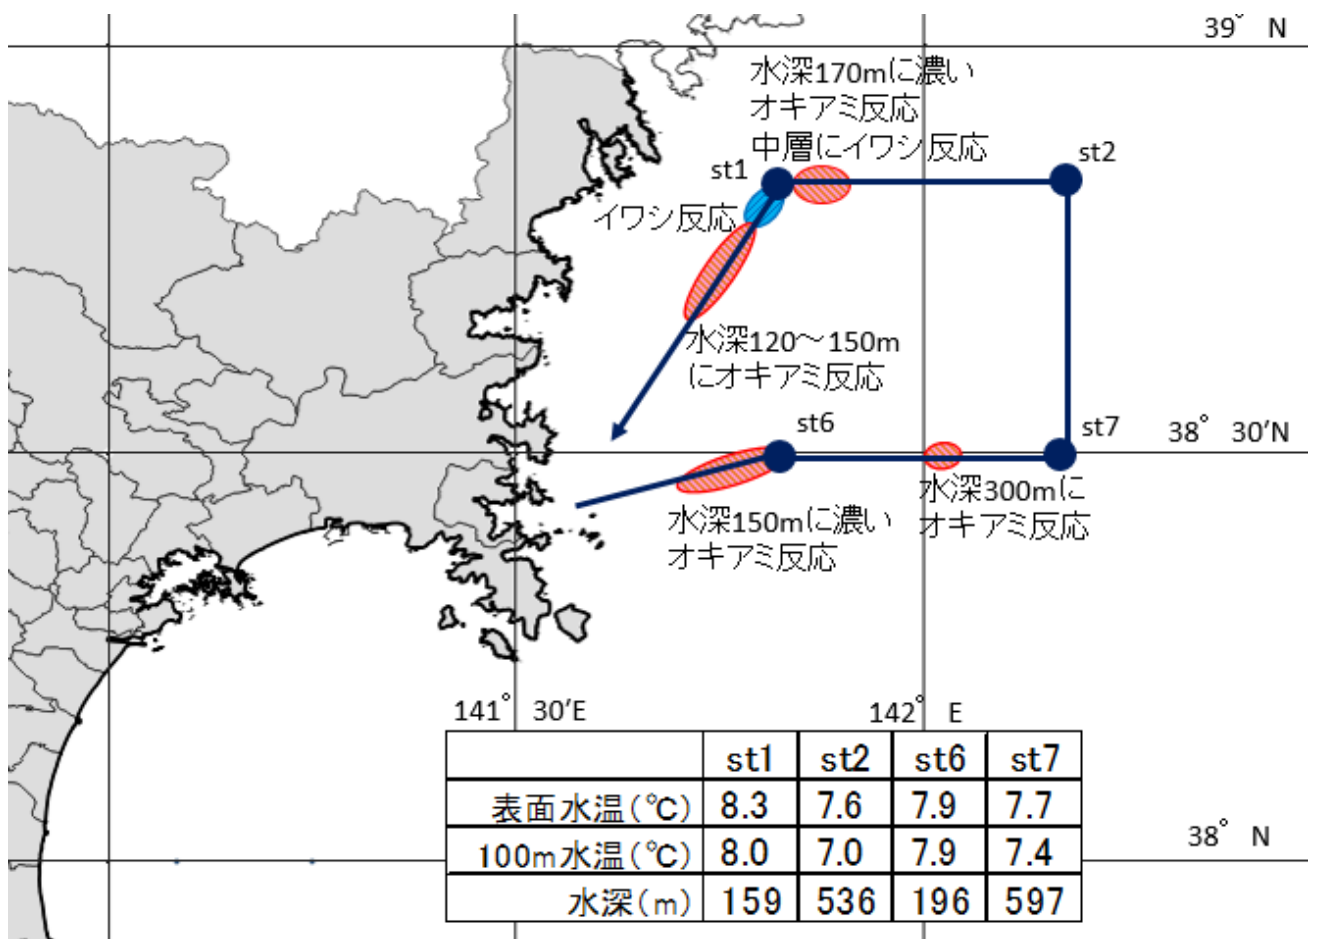 39° N
水深170mに濃い
オキアミ反応
中層にイワシ反応
st1
st2
イワシ反応
水深120～150m
にオキアミ反応
st6
st7
38° 30'N
水深150mに濃い
オキアミ反応
水深300mに
オキアミ反応
141° 30'E
142° E
st1 st2 st6 st7
表面水温(℃) 8.3 7.6 7.9 7.7
100m水温(℃) 8.0 7.0 7.9 7.4
水深(m) 159 536 196 597
38° N